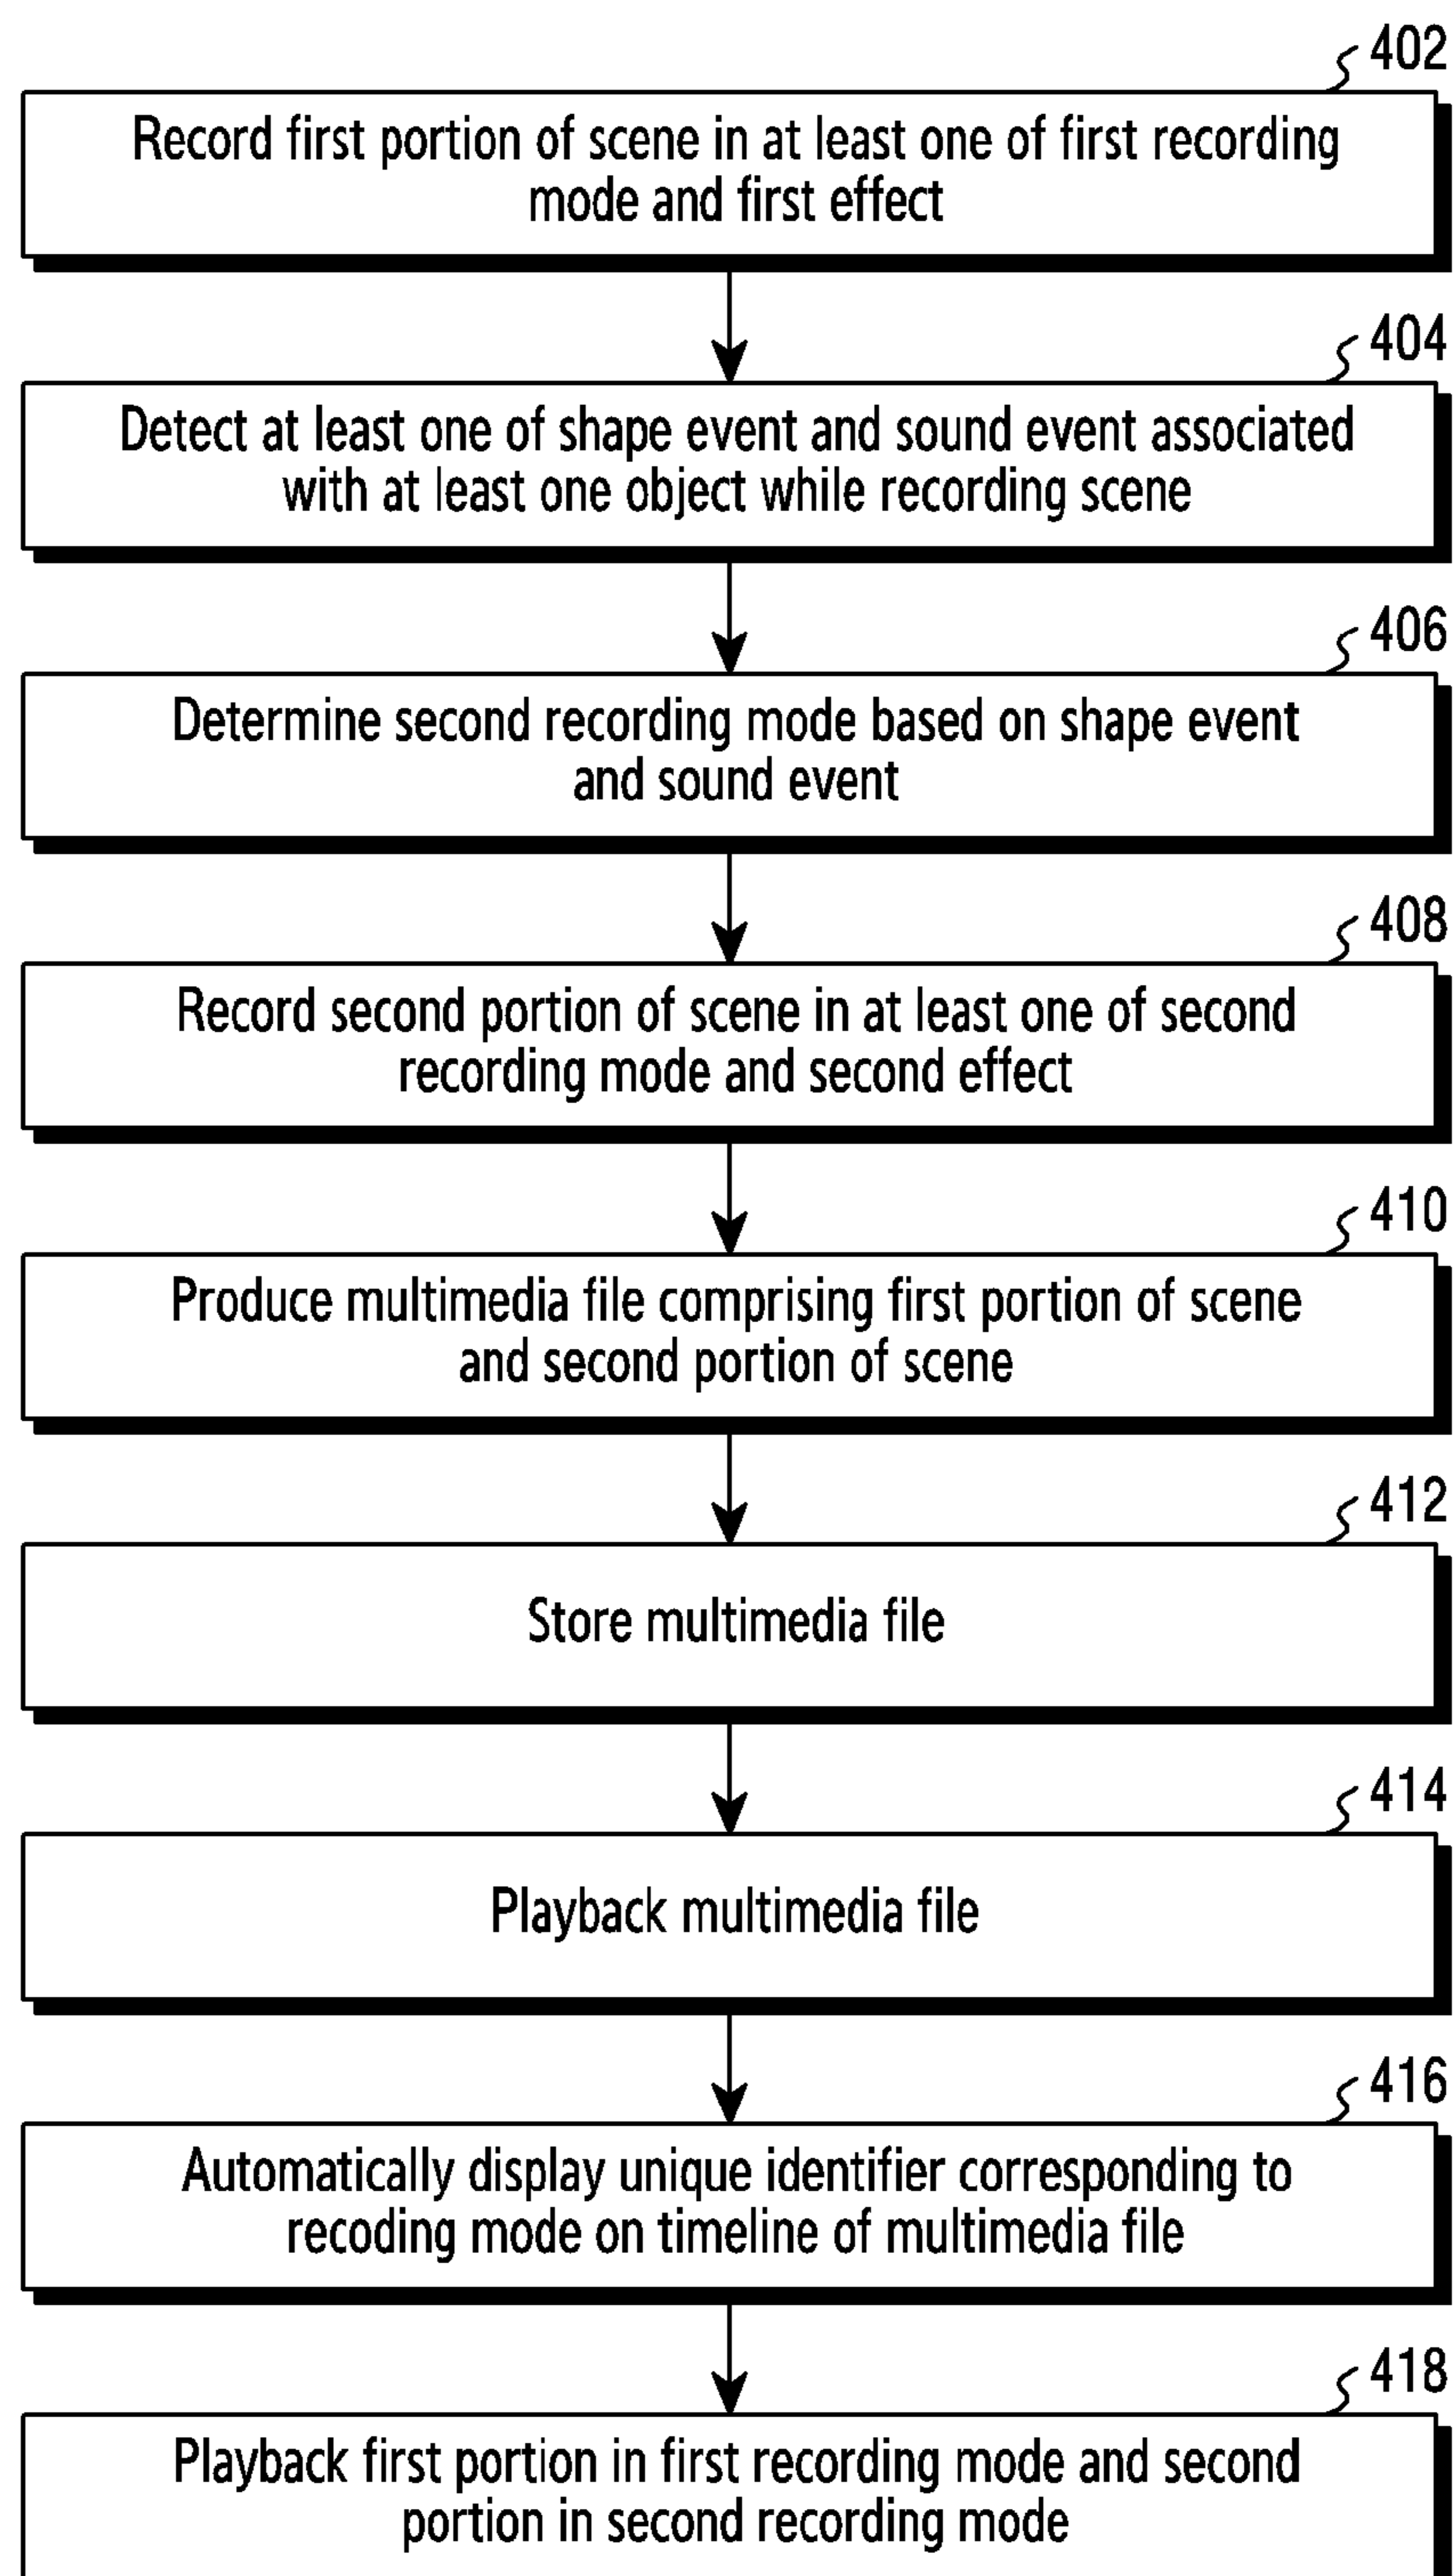 402
Record first portion of scene in at least one of first recording
mode and first effect
404
Detect at least one of shape event and sound event associated
with at least one object while recording scene
406
Determine second recording mode based on shape event
and sound event
408
Record second portion of scene in at least one of second
recording mode and second effect
410
Produce multimedia file comprising first portion of scene
and second portion of scene
412
Store multimedia file
414
Playback multimedia file
416
Automatically display unique identifier corresponding to
recoding mode on timeline of multimedia file
418
Playback first portion in first recording mode and second
portion in second recording mode